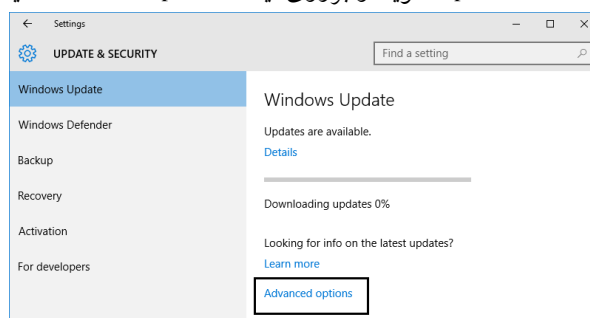 Settings
UPDATE & SECURITY
Find a setting
Windows Update
Windows Defender
Backup
Recovery
Activation
For developers
Windows Update
Updates are available.
Details
Downloading updates 0%
Looking for info on the latest updates?
Learn more
Advanced options